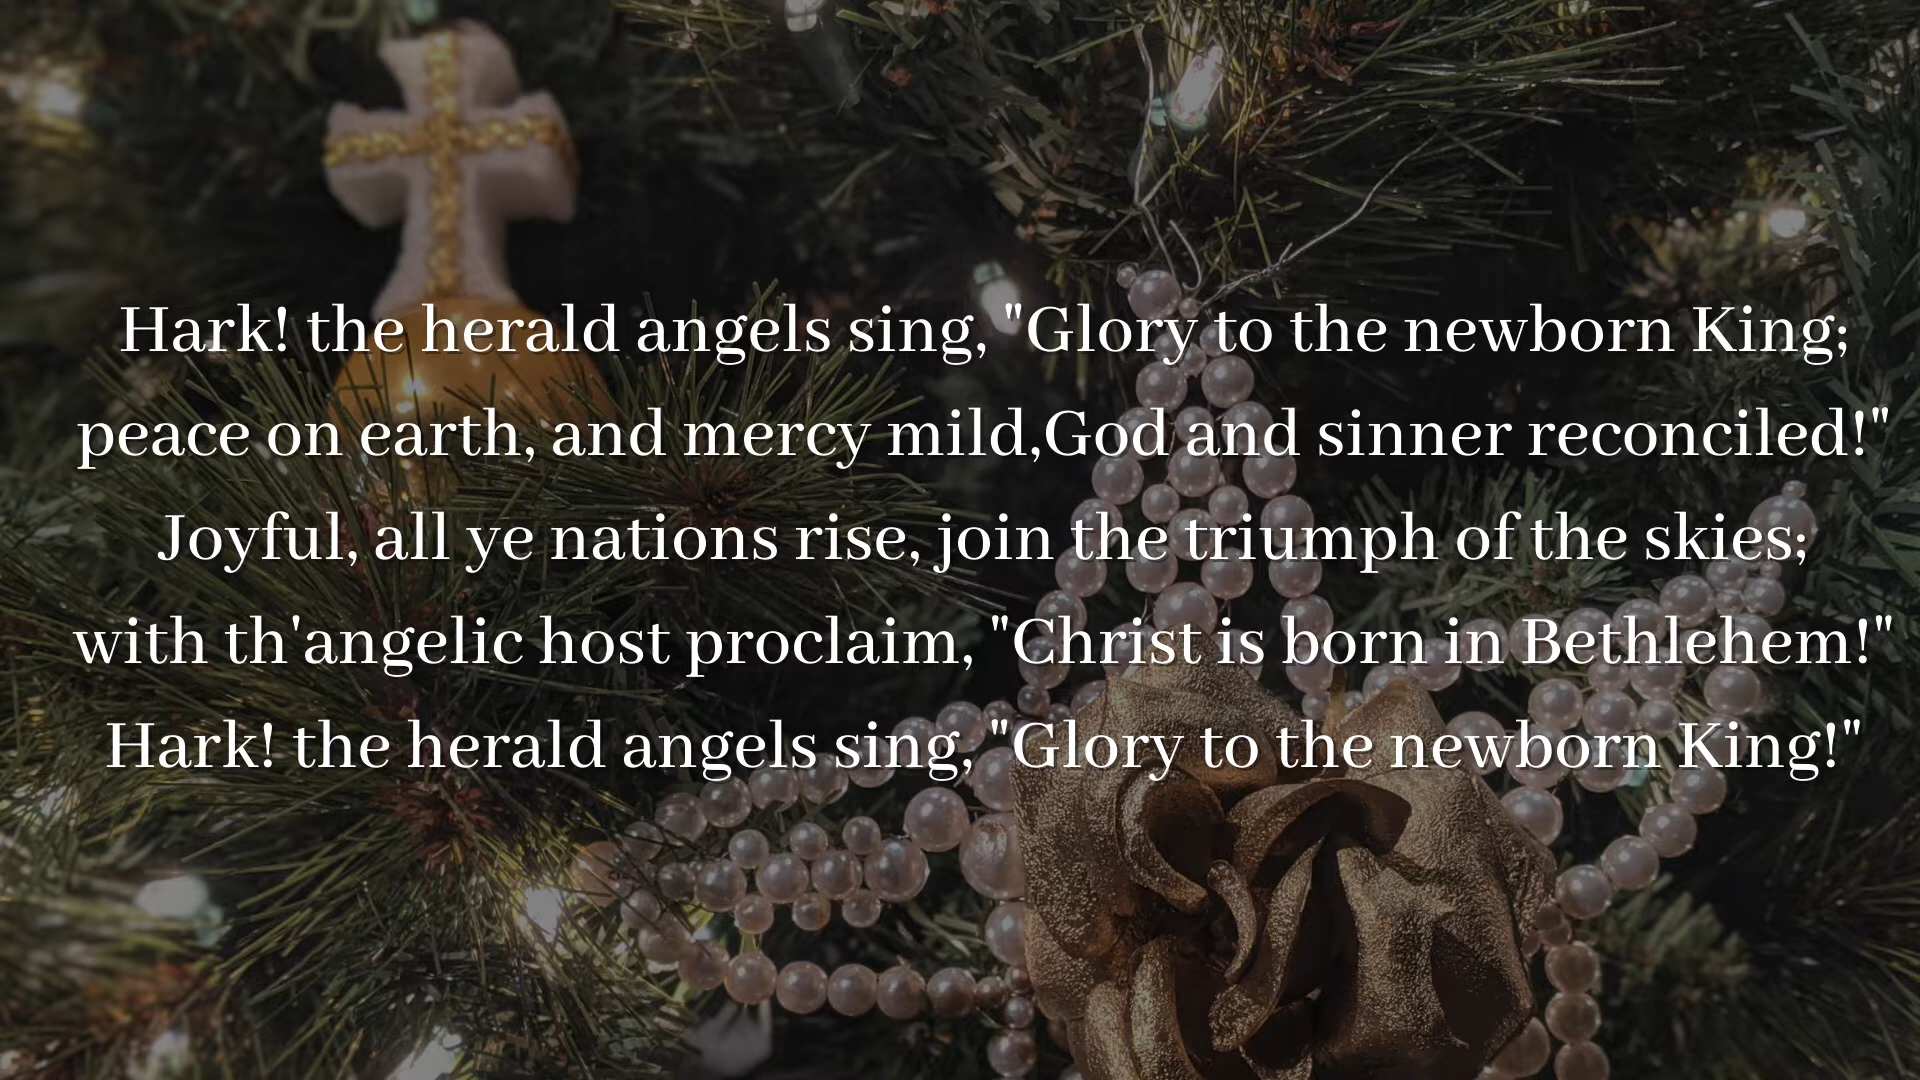 Hark! the herald angels sing, "Glory to the newborn King;
peace on earth, and mercy mild,God and sinner reconciled!"
Joyful, all ye nations rise, join the triumph of the skies;
with th'angelic host proclaim, "Christ is born in Bethlehem!"
Hark! the herald angels sing, "Glory to the newborn King!"